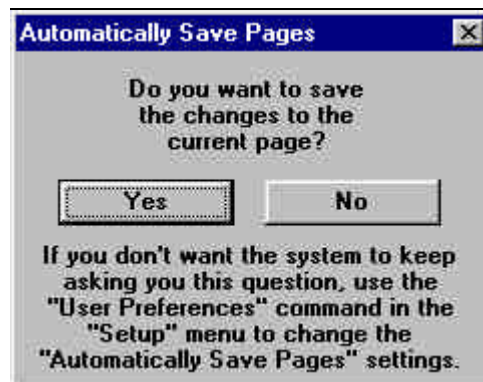 Automatically Save Pages
Do you want to save
the changes to the
current page?
Yes No
If you don't want the system to keep
asking you this question, use the
"User Preferences" command in the
"Setup" menu to change the
"Automatically Save Pages" settings.